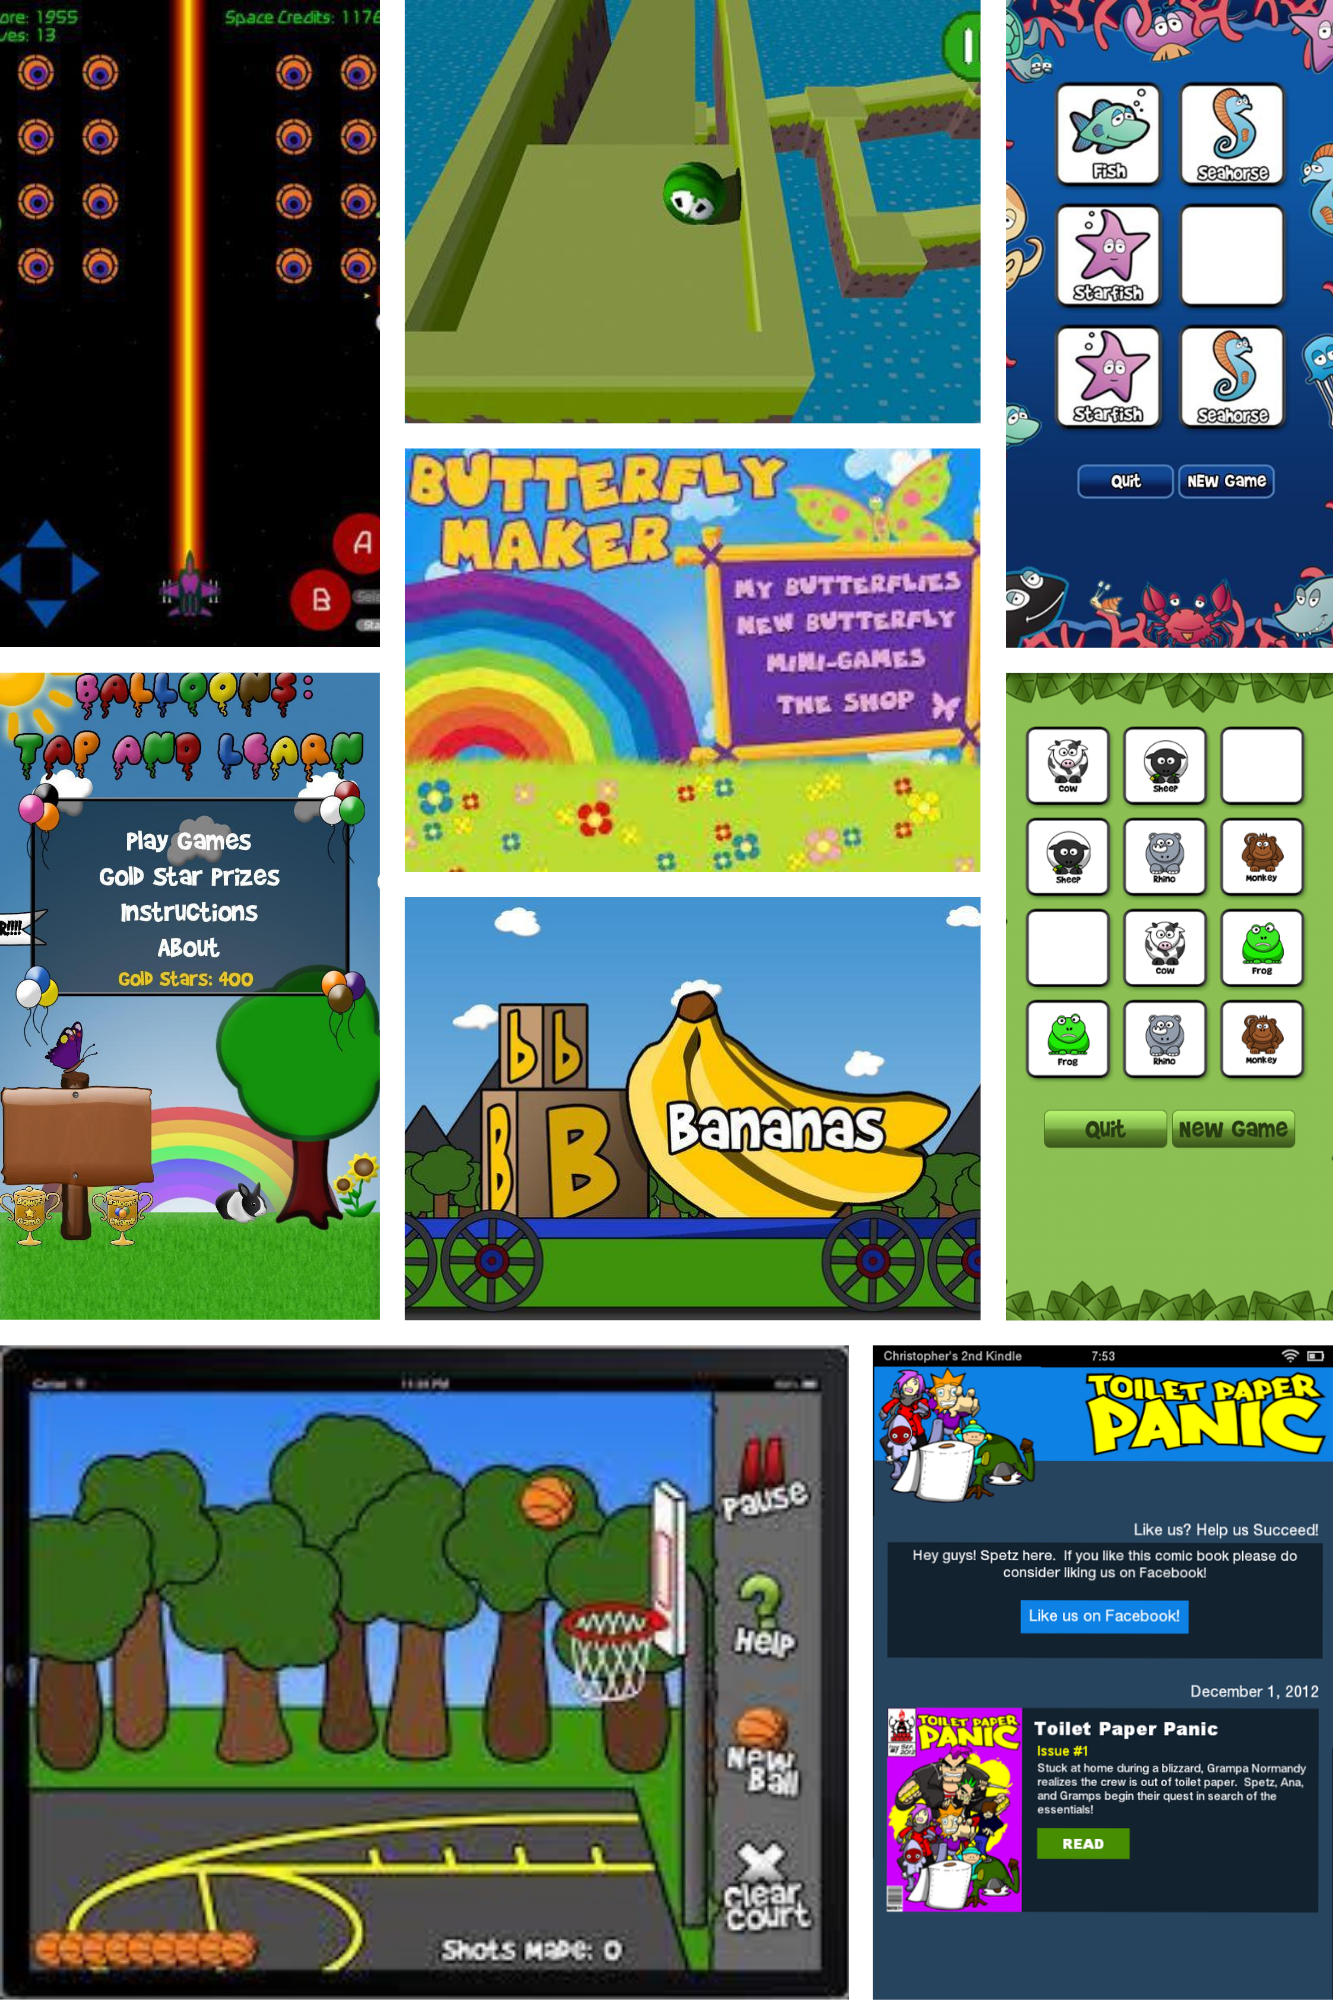 ore: 1955
ves: 13
Space Credits: 1176
A
B
Fish
Seahorse
Starfish
Starfish
Seahorse
Quit
New Game
BUTTERFLY
MAKER
MY BUTTERFLIES
NEW BUTTERFLY
MINI-GAMES
THE SHOP
BALLOONS:
TAP AND LEARN
Play Games
Gold Star Prizes
Instructions
About
Gold Stars: 400
R!!!!
b b
B B
Bananas
Cow
Sheep
Sheep
Rhino
Monkey
Cow
Frog
Frog
Rhino
Monkey
Quit
New Game
Pause
Help
New
Ball
Clear
Court
Shots Made: 0
Christopher's 2nd Kindle
7:53
TOILET PAPER
PANIC
Like us? Help us Succeed!
Hey guys! Spetz here. If you like this comic book please do
consider liking us on Facebook!
Like us on Facebook!
December 1, 2012
TOILET PAPER
PANIC
Toilet Paper Panic
Issue #1
Stuck at home during a blizzard, Grampa Normandy
realizes the crew is out of toilet paper. Spetz, Ana,
and Gramps begin their quest in search of the
essentials!
READ